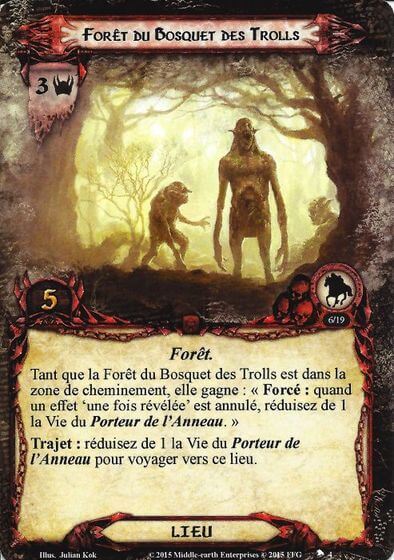 Forêt du Bosquet des Trolls
3
5
6/19
Forêt.
Tant que la Forêt du Bosquet des Trolls est dans la
zone de cheminement, elle gagne : « Forcé : quand
un effet ‘une fois révélée’ est annulé, réduisez de 1
la Vie du Porteur de l’Anneau. »
Trajet : réduisez de 1 la Vie du Porteur de
l’Anneau pour voyager vers ce lieu.
LIEU
Illus. Julian Kok © 2015 Middle-earth Enterprises © 2015 FFG 4